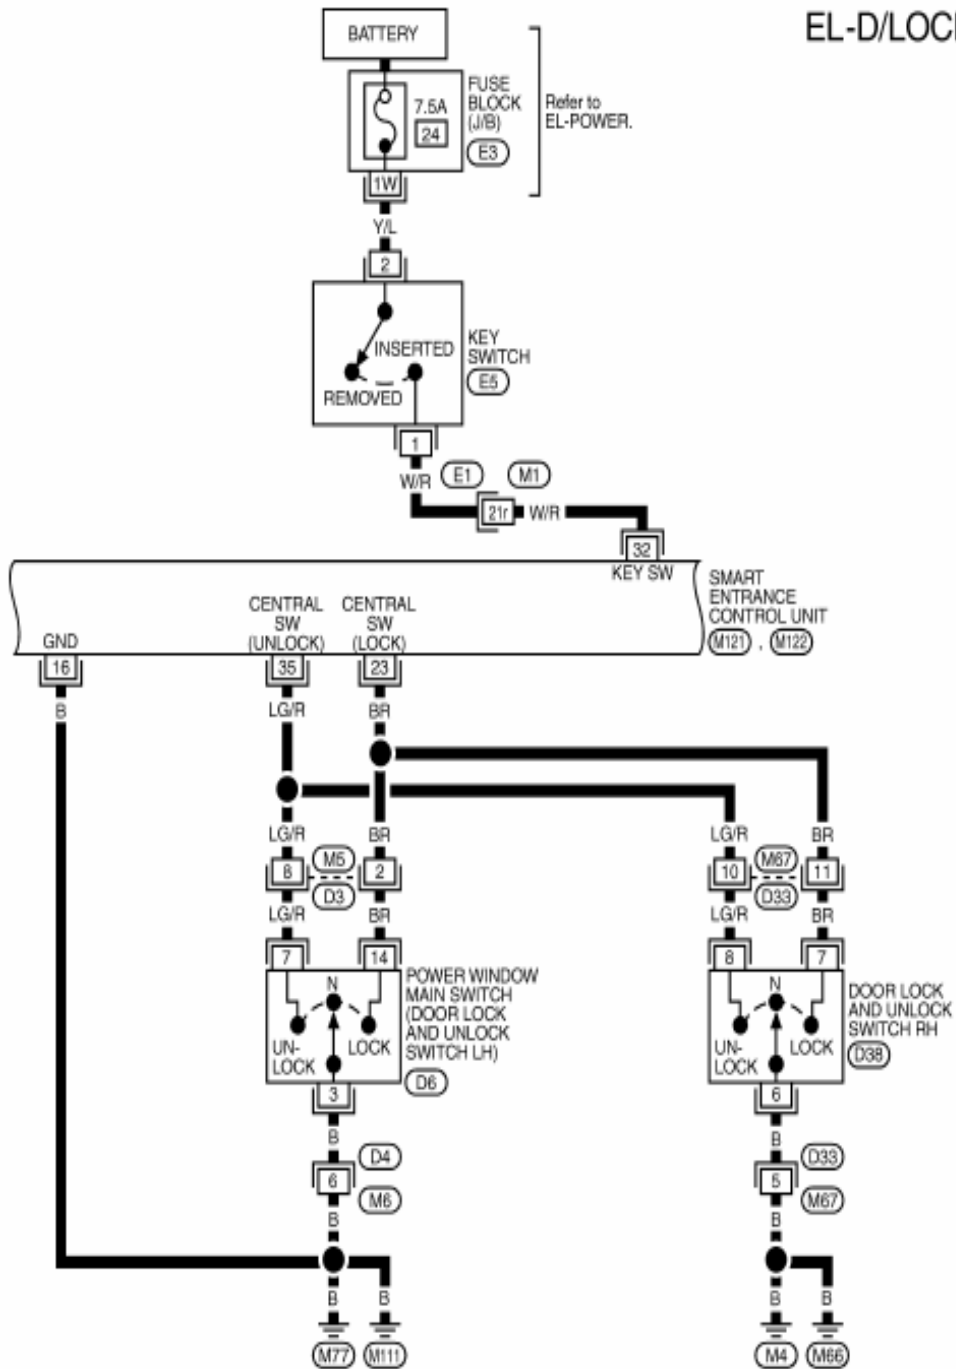 EL-D/LOC
BATTERY
FUSE
BLOCK
(J/B)
E3
7.5A
24
Refer to
EL-POWER.
1W
Y/L
2
INSERTED
REMOVED
KEY
SWITCH
E5
1
W/R
E1
M1
21r
W/R
32
KEY SW
SMART
ENTRANCE
CONTROL UNIT
M121 , M122
GND
CENTRAL
SW
(UNLOCK)
CENTRAL
SW
(LOCK)
16
35
23
B
LG/R
BR
LG/R
BR
LG/R
BR
8
M5
2
10
M67
11
D3
D33
LG/R
BR
LG/R
BR
7
14
8
7
N
UN-
LOCK
LOCK
POWER WINDOW
MAIN SWITCH
(DOOR LOCK
AND UNLOCK
SWITCH LH)
D6
N
UN-
LOCK
LOCK
DOOR LOCK
AND UNLOCK
SWITCH RH
D38
3
6
B
B
D4
D33
6
5
M6
M67
B
B
B
B
B
B
M77
M111
M4
M66